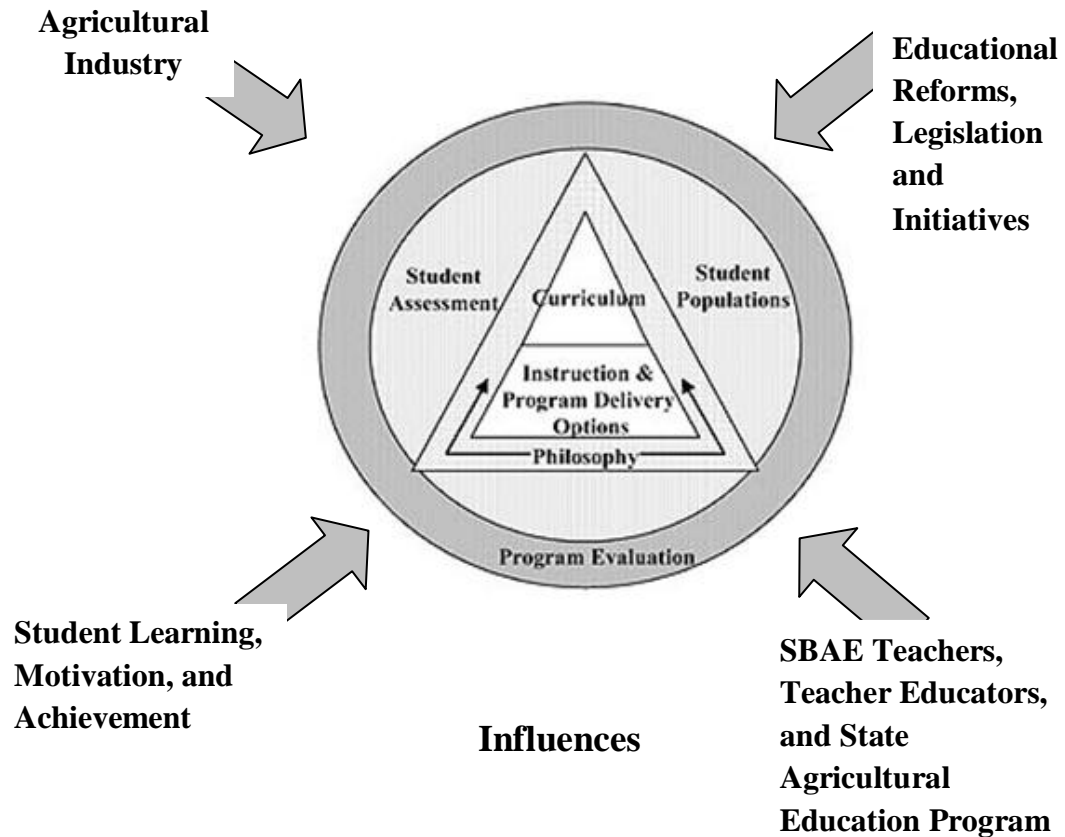 Agricultural
Industry
Educational
Reforms,
Legislation
and
Initiatives
Student
Assessment
Curriculum
Student
Populations
Instruction &
Program Delivery
Options
Philosophy
Program Evaluation
Student Learning,
Motivation, and
Achievement
Influences
SBAE Teachers,
Teacher Educators,
and State
Agricultural
Education Program